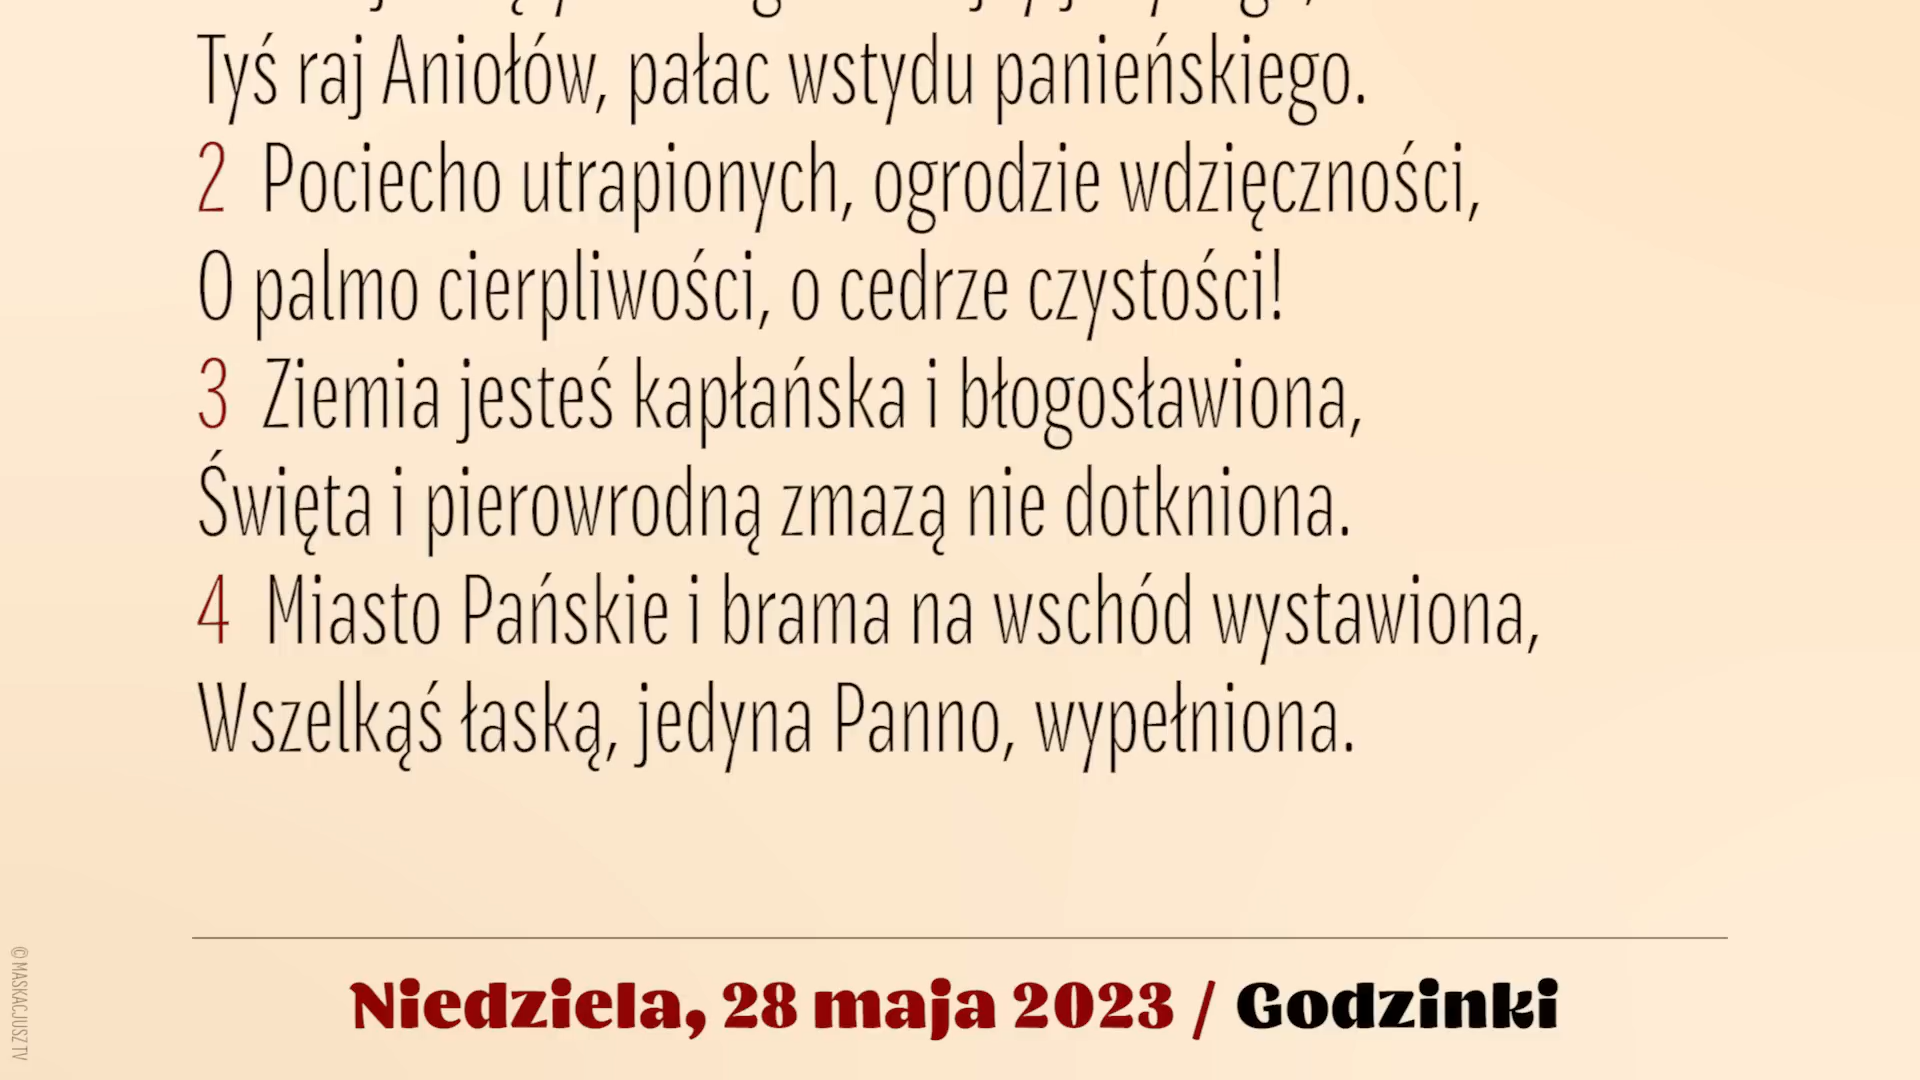 Tyś raj Aniołów, pałac wstydu panieńskiego.
2 Pociecho utrapionych, ogrodzie wdzięczności,
O palmo cierpliwości, o cedrze czystości!
3 Ziemia jesteś kapłańska i błogosławiona,
Święta i pierowrodną zmazą nie dotkniona.
4 Miasto Pańskie i brama na wschód wystawiona,
Wszelkąś łaską, jedyna Panno, wypełniona.
Niedziela, 28 maja 2023 / Godzinki
© MASKACJUSZ TV